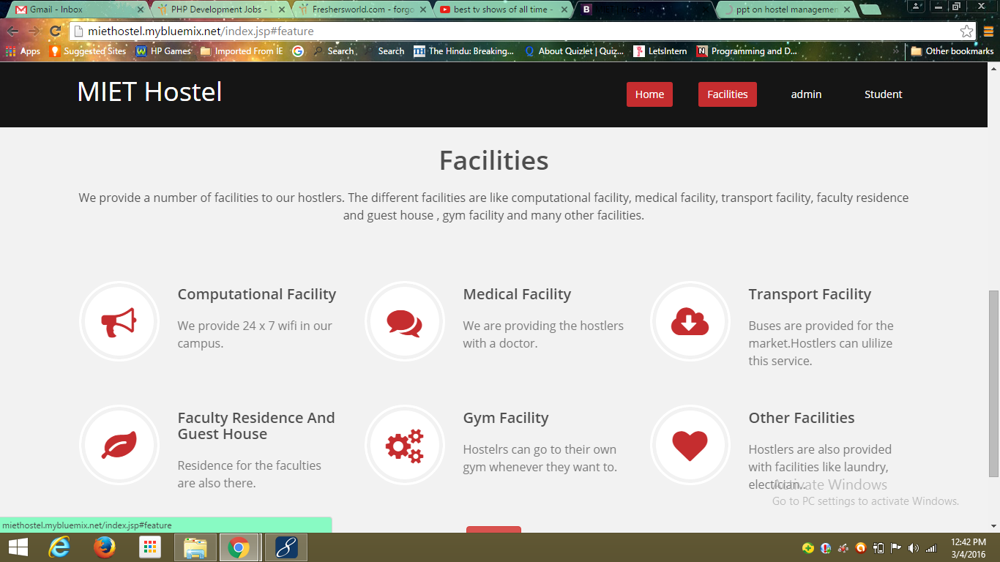 Gmail - Inbox
PHP Development Jobs - L
Freshersworld.com - forgo
best tv shows of all time -
ppt on hostel managemen
miethostel.mybluemix.net/index.jsp#feature
Apps
Suggested Sites
HP Games
Imported From IE
Search
Search
The Hindu: Breaking...
About Quizlet | Quiz...
LetsIntern
Programming and D...
Other bookmarks
MIET Hostel
Home
Facilities
admin
Student
Facilities
We provide a number of facilities to our hostlers. The different facilities are like computational facility, medical facility, transport facility, faculty residence
and guest house , gym facility and many other facilities.
Computational Facility
We provide 24 x 7 wifi in our
campus.
Medical Facility
We are providing the hostlers
with a doctor.
Transport Facility
Buses are provided for the
market.Hostlers can ulilize
this service.
Faculty Residence And
Guest House
Residence for the faculties
are also there.
Gym Facility
Hostelrs can go to their own
gym whenever they want to.
Other Facilities
Hostlers are also provided
with facilities like laundry,
electician..
Activate Windows
Go to PC settings to activate Windows.
miethostel.mybluemix.net/index.jsp#feature
12:42 PM
3/4/2016